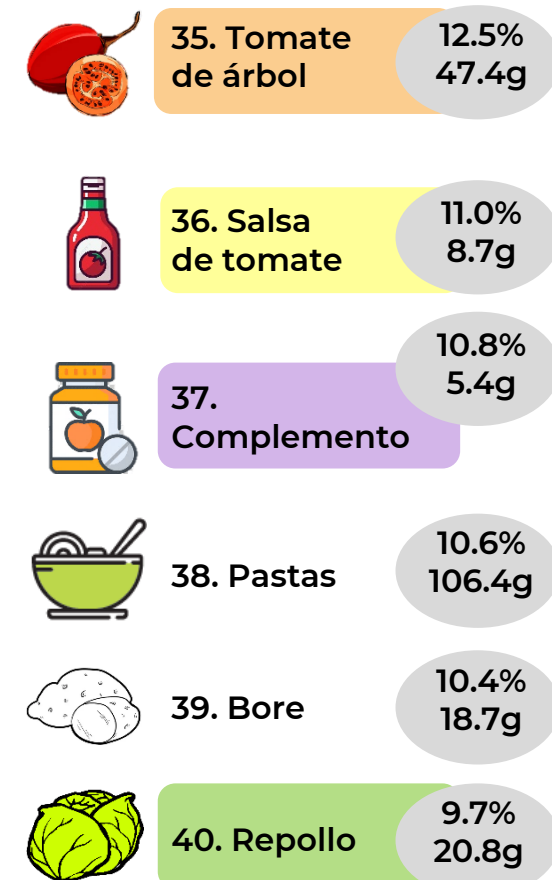 35. Tomate
de árbol
12.5%
47.4g
36. Salsa
de tomate
11.0%
8.7g
37.
Complemento
10.8%
5.4g
38. Pastas
10.6%
106.4g
39. Bore
10.4%
18.7g
40. Repollo
9.7%
20.8g